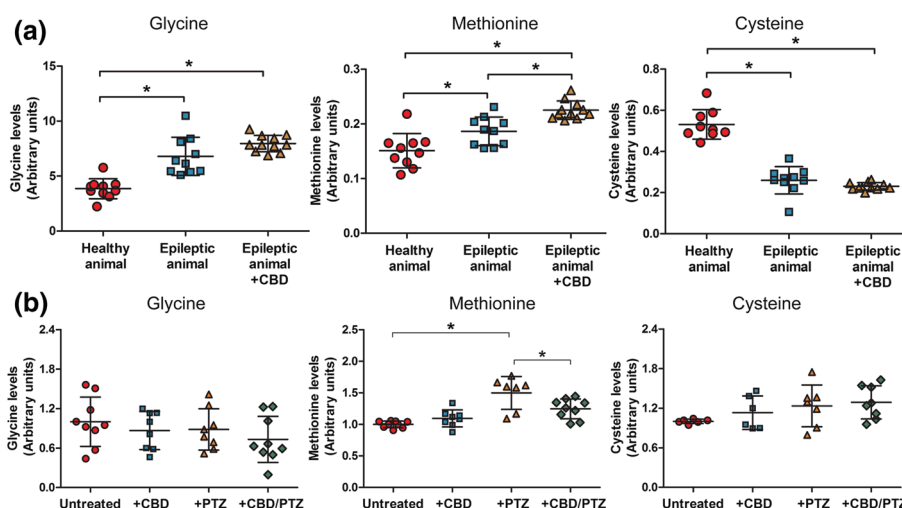 (a)
Glycine
Methionine
Cysteine
*
*
Glycine levels
(Arbitrary units)
15
10
5
0
Healthy
animal
Epileptic
animal
Epileptic
animal
+CBD
*
*
*
Methionine levels
(Arbitrary units)
0.3
0.2
0.1
0.0
Healthy
animal
Epileptic
animal
Epileptic
animal
+CBD
*
*
Cysteine levels
(Arbitrary units)
0.8
0.6
0.4
0.2
0.0
Healthy
animal
Epileptic
animal
Epileptic
animal
+CBD
(b)
Glycine
Methionine
Cysteine
Glycine levels
(Arbitrary units)
2.4
1.8
1.2
0.6
0.0
Untreated
+CBD
+PTZ
+CBD/PTZ
*
*
Methionine levels
(Arbitrary units)
2.5
2.0
1.5
1.0
0.5
0.0
Untreated
+CBD
+PTZ
+CBD/PTZ
Cysteine levels
(Arbitrary units)
2.4
1.8
1.2
0.6
0.0
Untreated
+CBD
+PTZ
+CBD/PTZ